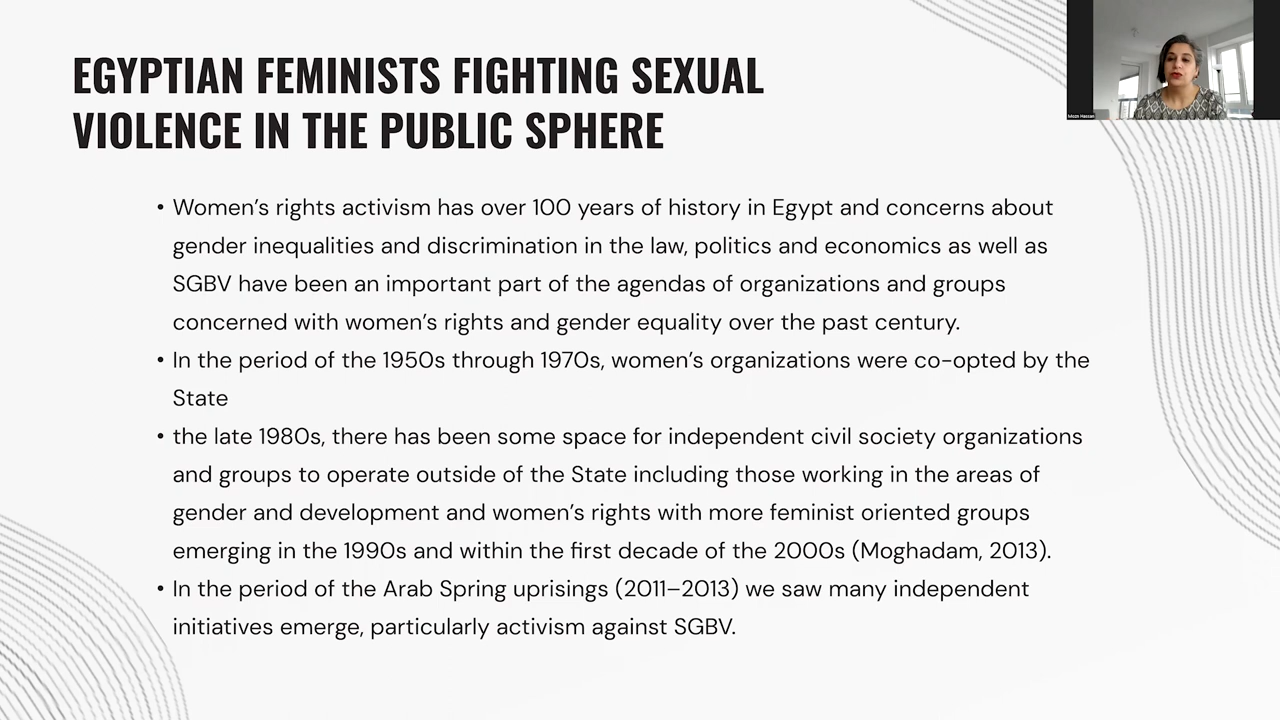 EGYPTIAN FEMINISTS FIGHTING SEXUAL
VIOLENCE IN THE PUBLIC SPHERE
Mozn Hassan
• Women’s rights activism has over 100 years of history in Egypt and concerns about
gender inequalities and discrimination in the law, politics and economics as well as
SGBV have been an important part of the agendas of organizations and groups
concerned with women’s rights and gender equality over the past century.
• In the period of the 1950s through 1970s, women’s organizations were co-opted by the
State
• the late 1980s, there has been some space for independent civil society organizations
and groups to operate outside of the State including those working in the areas of
gender and development and women’s rights with more feminist oriented groups
emerging in the 1990s and within the first decade of the 2000s (Moghadam, 2013).
• In the period of the Arab Spring uprisings (2011–2013) we saw many independent
initiatives emerge, particularly activism against SGBV.